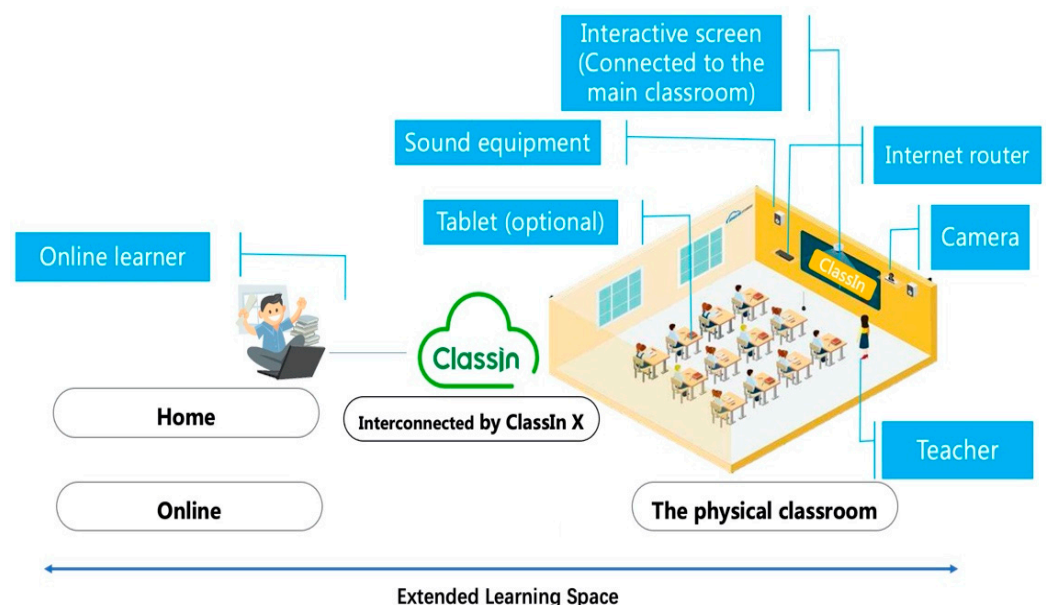 Interactive screen
(Connected to the
main classroom)
Sound equipment
Internet router
Tablet (optional)
Camera
Online learner
ClassIn
ClassIn
Home
Interconnected by ClassIn X
Teacher
Online
The physical classroom
Extended Learning Space